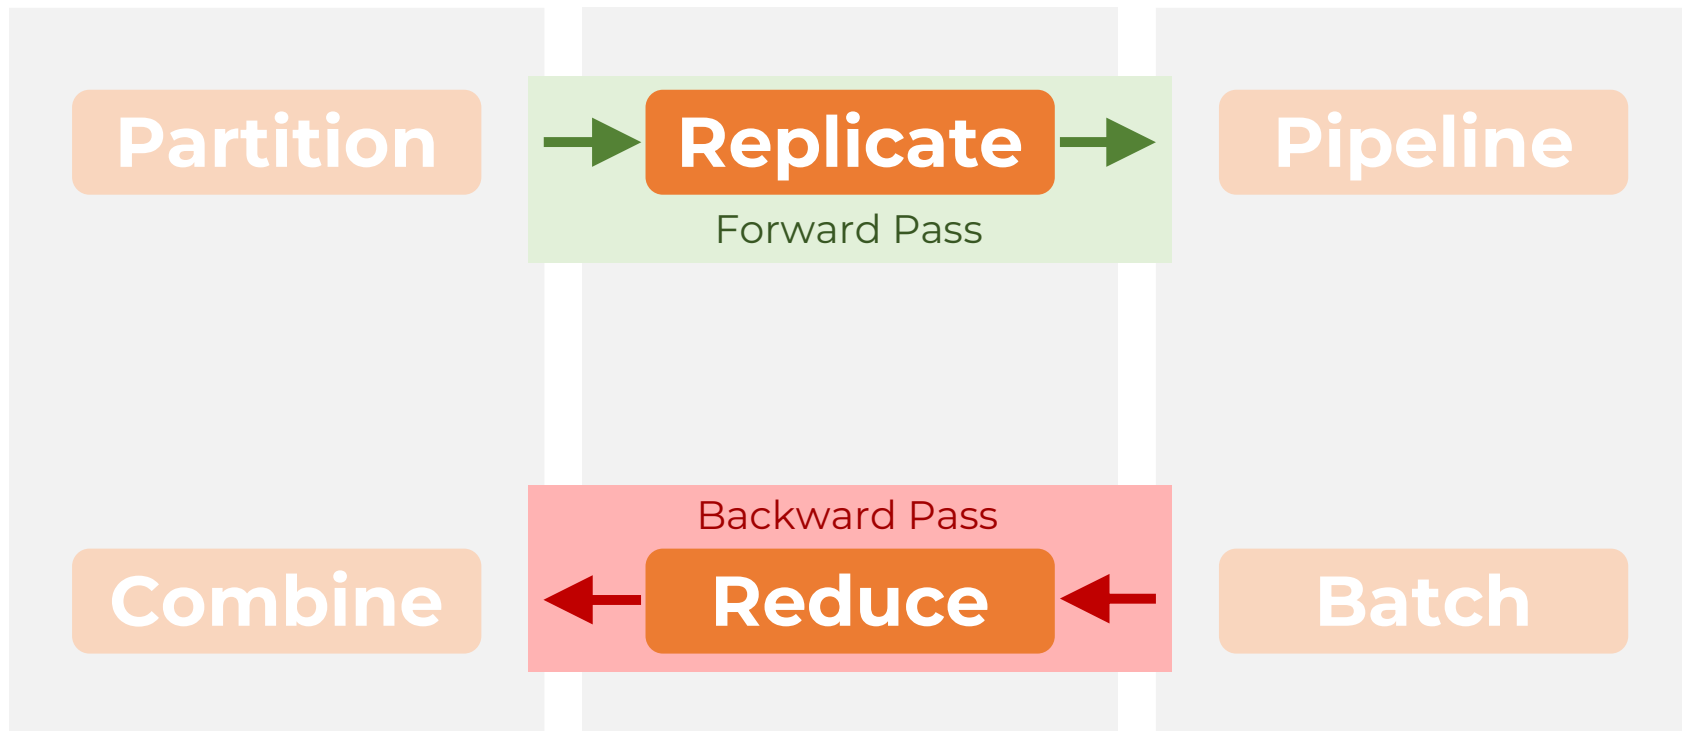 Partition
Replicate
Pipeline
Forward Pass
Backward Pass
Combine
Reduce
Batch